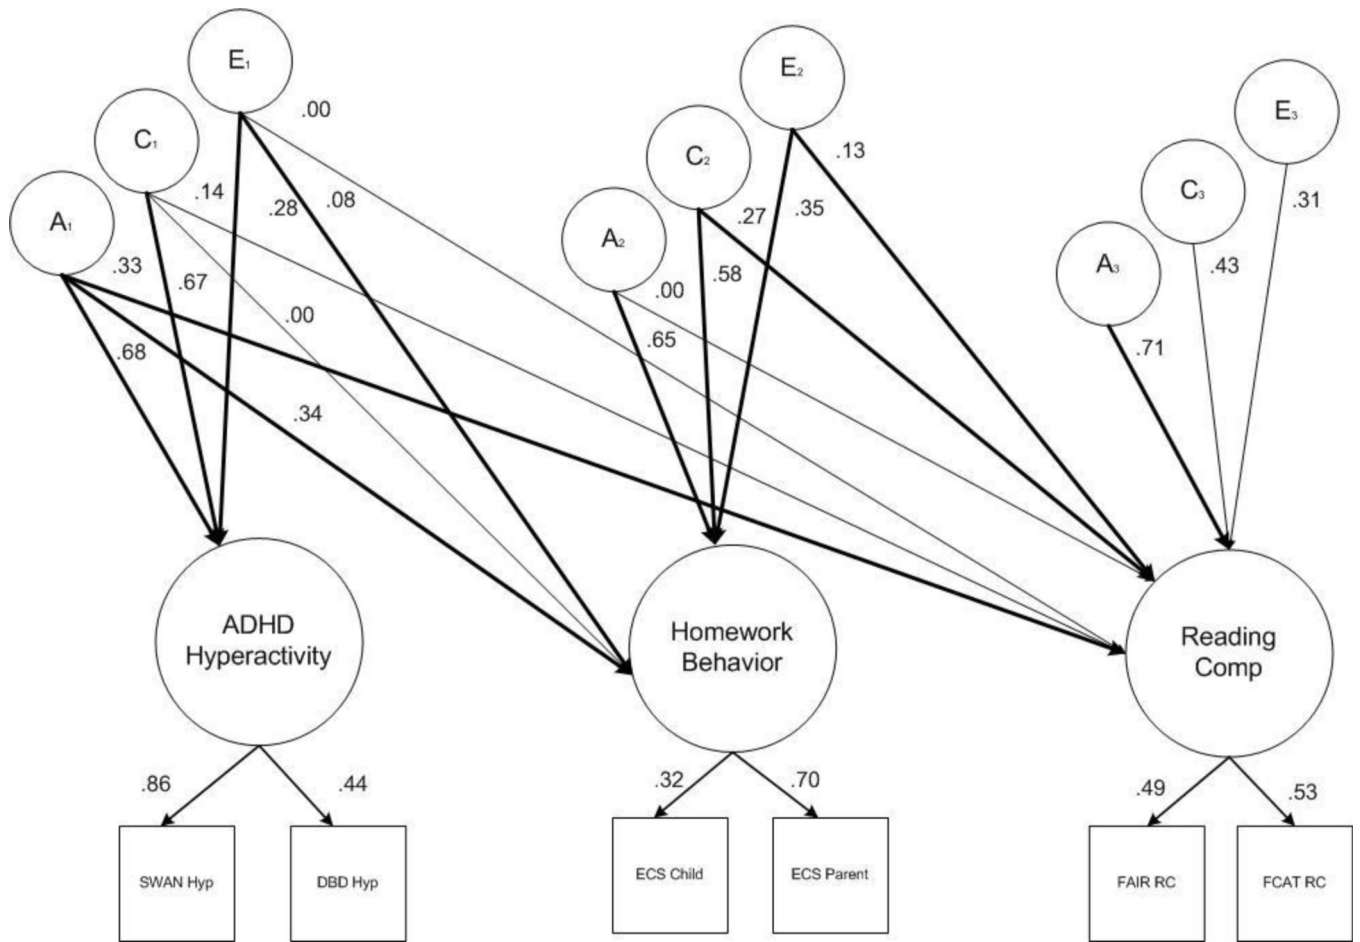 E1
E2
E3
C1
C2
C3
A1
A2
A3
.00
.14
.28
.08
.33
.67
.00
.68
.34
.13
.27
.35
.00
.58
.65
.31
.43
.71
ADHD
Hyperactivity
Homework
Behavior
Reading
Comp
.86
.44
.32
.70
.49
.53
SWAN Hyp
DBD Hyp
ECS Child
ECS Parent
FAIR RC
FCAT RC